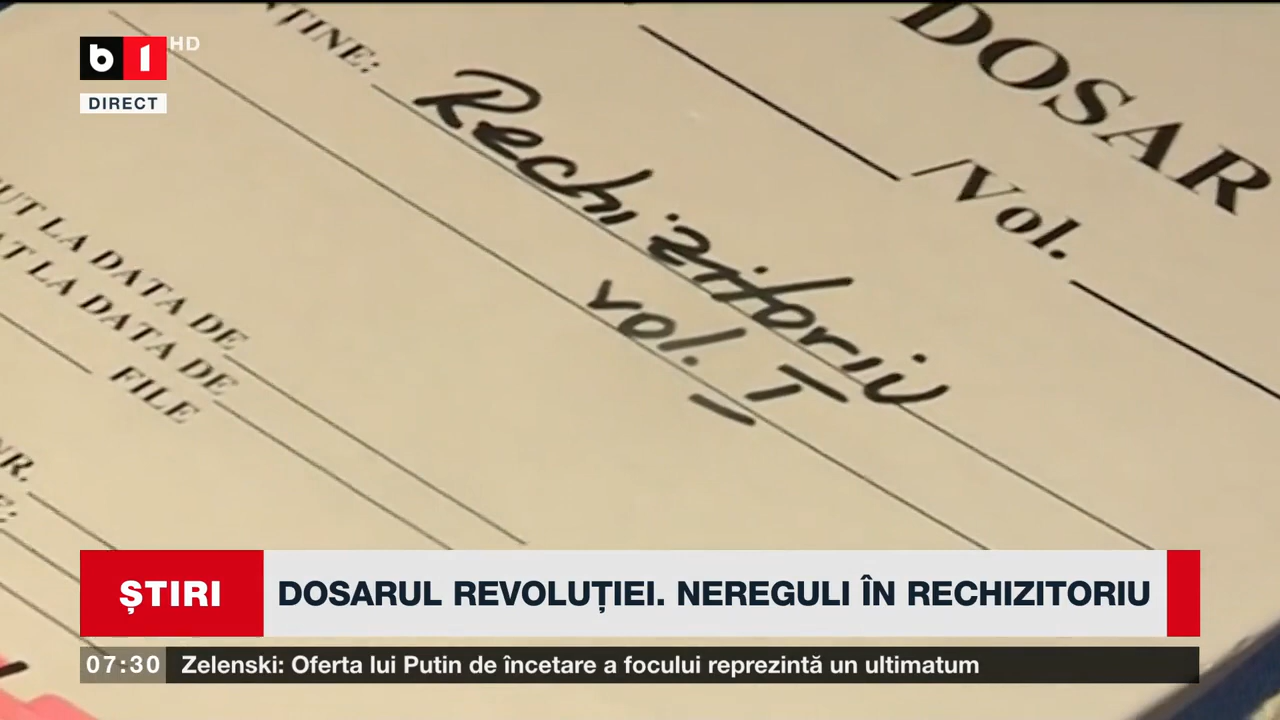 b1 HD
DIRECT
DOSAR
/Vol.
Rechizitoriu
vol. I
LA DATA DE
LA DATA DE
FILE
NR.
ȘTIRI
DOSARUL REVOLUȚIEI. NEREGULI ÎN RECHIZITORIU
07:30 Zelenski: Oferta lui Putin de încetare a focului reprezintă un ultimatum